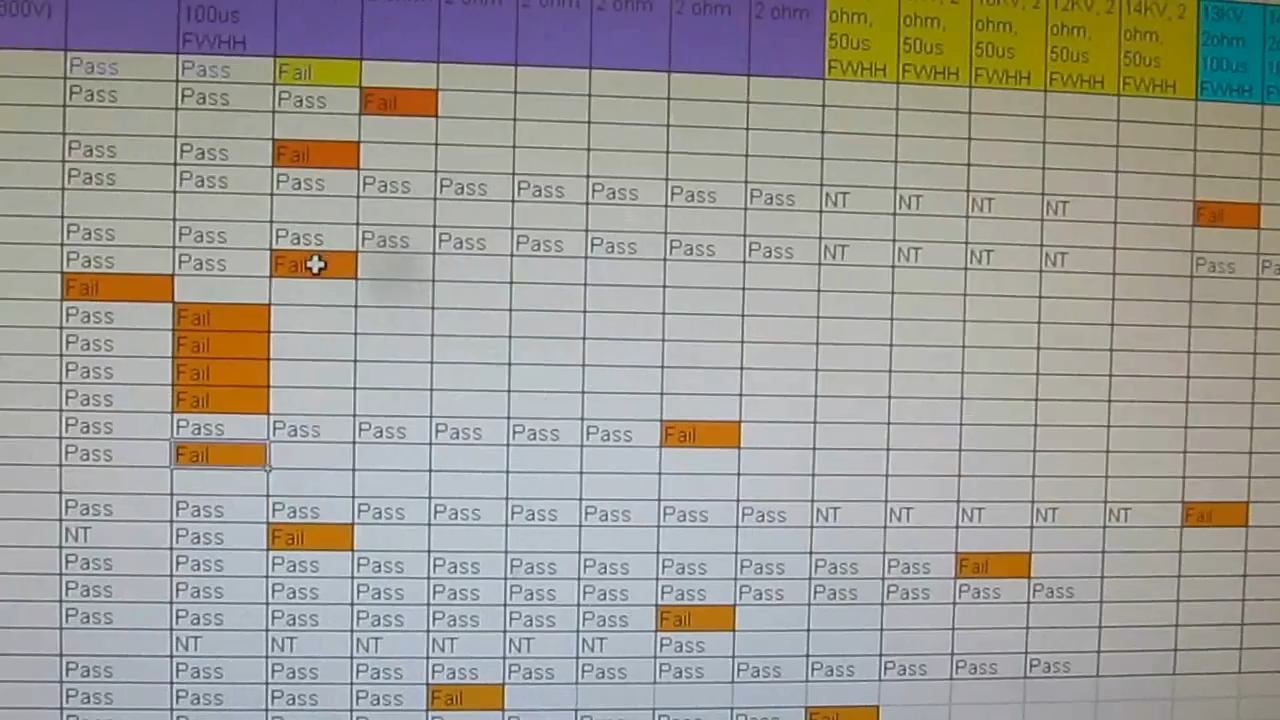 800V) 100us FWHH 2 ohm 2 ohm ohm, 50us FWHH ohm, 50us FWHH ohm, 50us FWHH 12KV, 2 ohm, 50us FWHH 14KV, 2 ohm, 50us FWHH 13KV 2ohm 100us FWHH
Pass Pass Fail
Pass Pass Pass Fail
Pass Pass Fail
Pass Pass Pass Pass Pass Pass Pass Pass Pass NT NT NT NT Fail
Pass Pass Pass Pass Pass Pass Pass Pass Pass NT NT NT NT Pass
Pass Pass Fail
Fail
Pass Fail
Pass Fail
Pass Fail
Pass Fail
Pass Pass Pass Pass Pass Pass Pass Fail
Pass Fail
Pass Pass Pass Pass Pass Pass Pass Pass Pass NT NT NT NT NT Fail
NT Pass Fail
Pass Pass Pass Pass Pass Pass Pass Pass Pass Pass Pass Fail
Pass Pass Pass Pass Pass Pass Pass Pass Pass Pass Pass Pass Pass
Pass Pass Pass Pass Pass Pass Pass Fail
NT NT NT NT NT NT Pass
Pass Pass Pass Pass Pass Pass Pass Pass Pass Pass Pass Pass Pass
Pass Pass Pass Pass Fail